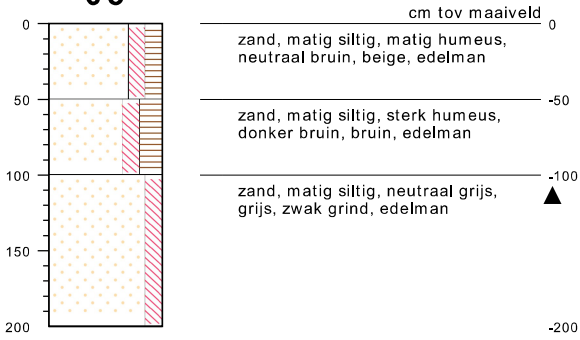 cm tov maaiveld
0
0
zand, matig siltig, matig humeus,
neutraal bruin, beige, edelman
50
-50
zand, matig siltig, sterk humeus,
donker bruin, bruin, edelman
100
-100
zand, matig siltig, neutraal grijs,
grijs, zwak grind, edelman
150
200
-200